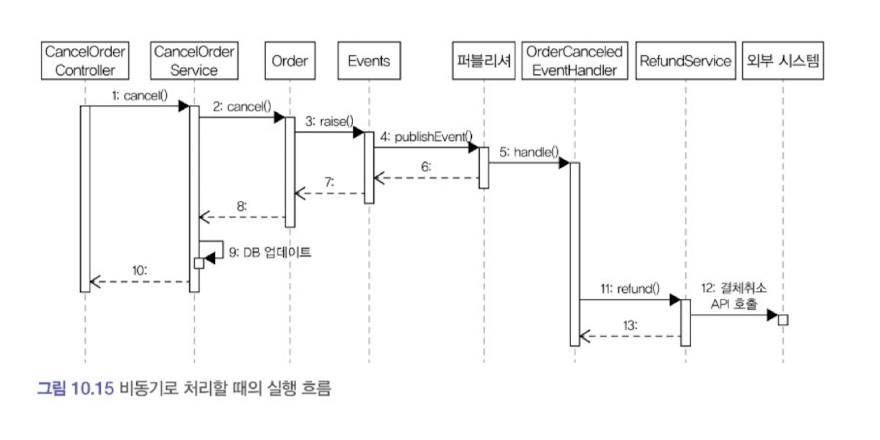 CancelOrder
Controller
CancelOrder
Service
Order
Events
퍼블리셔
OrderCanceled
EventHandler
RefundService
외부 시스템
1: cancel()
2: cancel()
3: raise()
4: publishEvent()
5: handle()
6:
7:
8:
9: DB 업데이트
10:
11: refund()
12: 결체취소
API 호출
13:
그림 10.15 비동기로 처리할 때의 실행 흐름